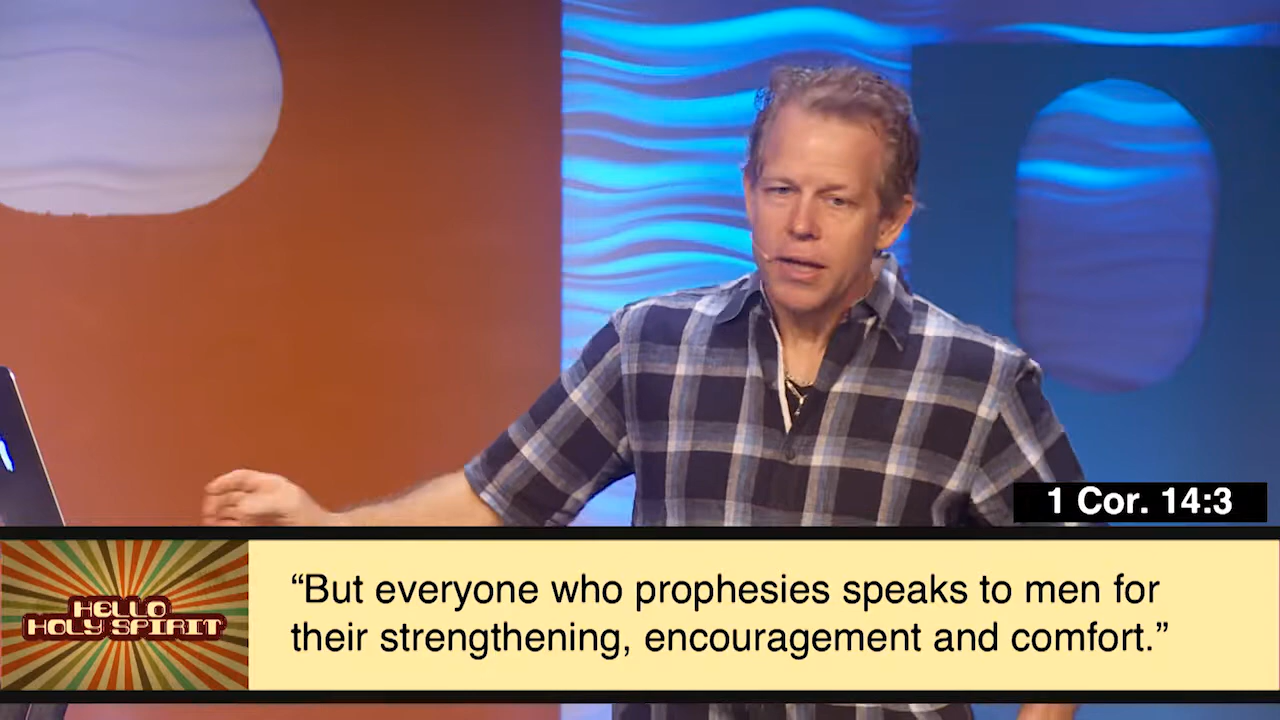 1 Cor. 14:3
HELLO
HOLY SPIRIT
“But everyone who prophesies speaks to men for
their strengthening, encouragement and comfort.”